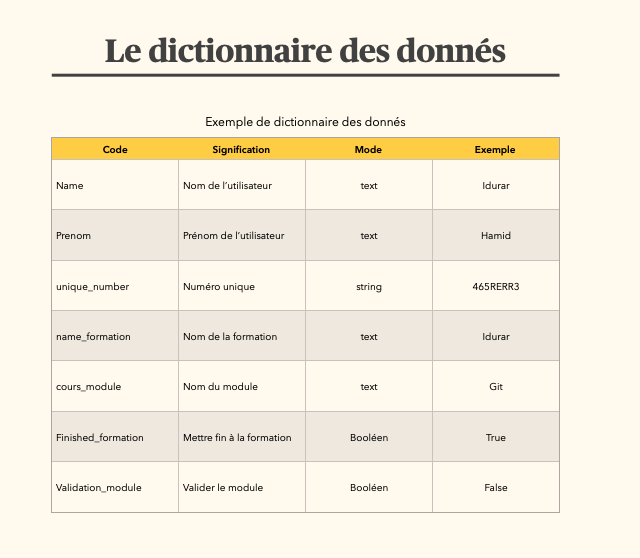 Le dictionnaire des donnés
Exemple de dictionnaire des donnés
Code Signification Mode Exemple
Name Nom de l’utilisateur text Idurar
Prenom Prénom de l’utilisateur text Hamid
unique_number Numéro unique string 465RERR3
name_formation Nom de la formation text Idurar
cours_module Nom du module text Git
Finished_formation Mettre fin à la formation Booléen True
Validation_module Valider le module Booléen False